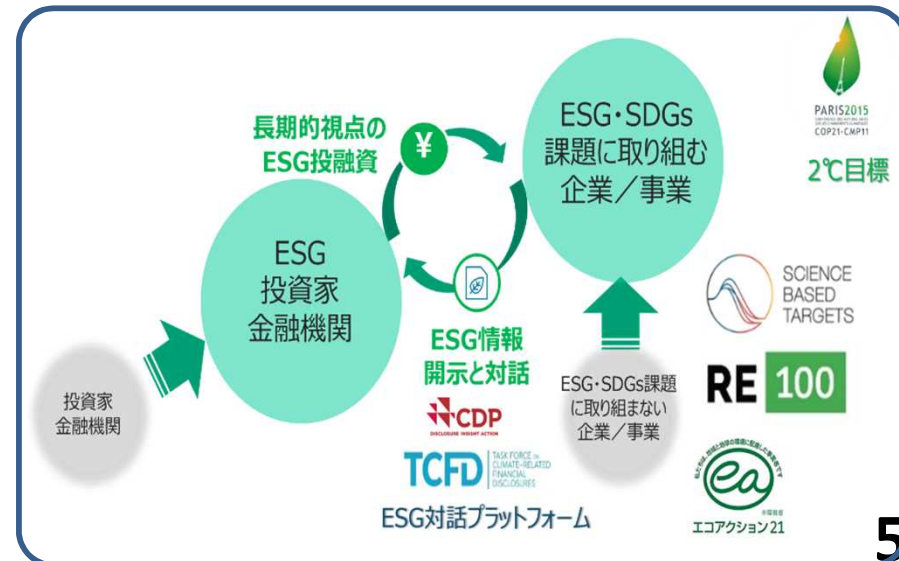 長期的視点の
ESG投融資
¥
ESG・SDGs
課題に取り組む
企業／事業
PARIS2015
COP21・CMP11
2℃目標
ESG
投資家
金融機関
ESG情報
開示と対話
投資家
金融機関
ESG・SDGs課題
に取り組まない
企業／事業
CDP
DISCLOSURE INSIGHT ACTION
TCFD
TASK FORCE ON
CLIMATE-RELATED
FINANCIAL
DISCLOSURES
ESG対話プラットフォーム
SCIENCE
BASED
TARGETS
RE 100
ea
エコアクション21
5